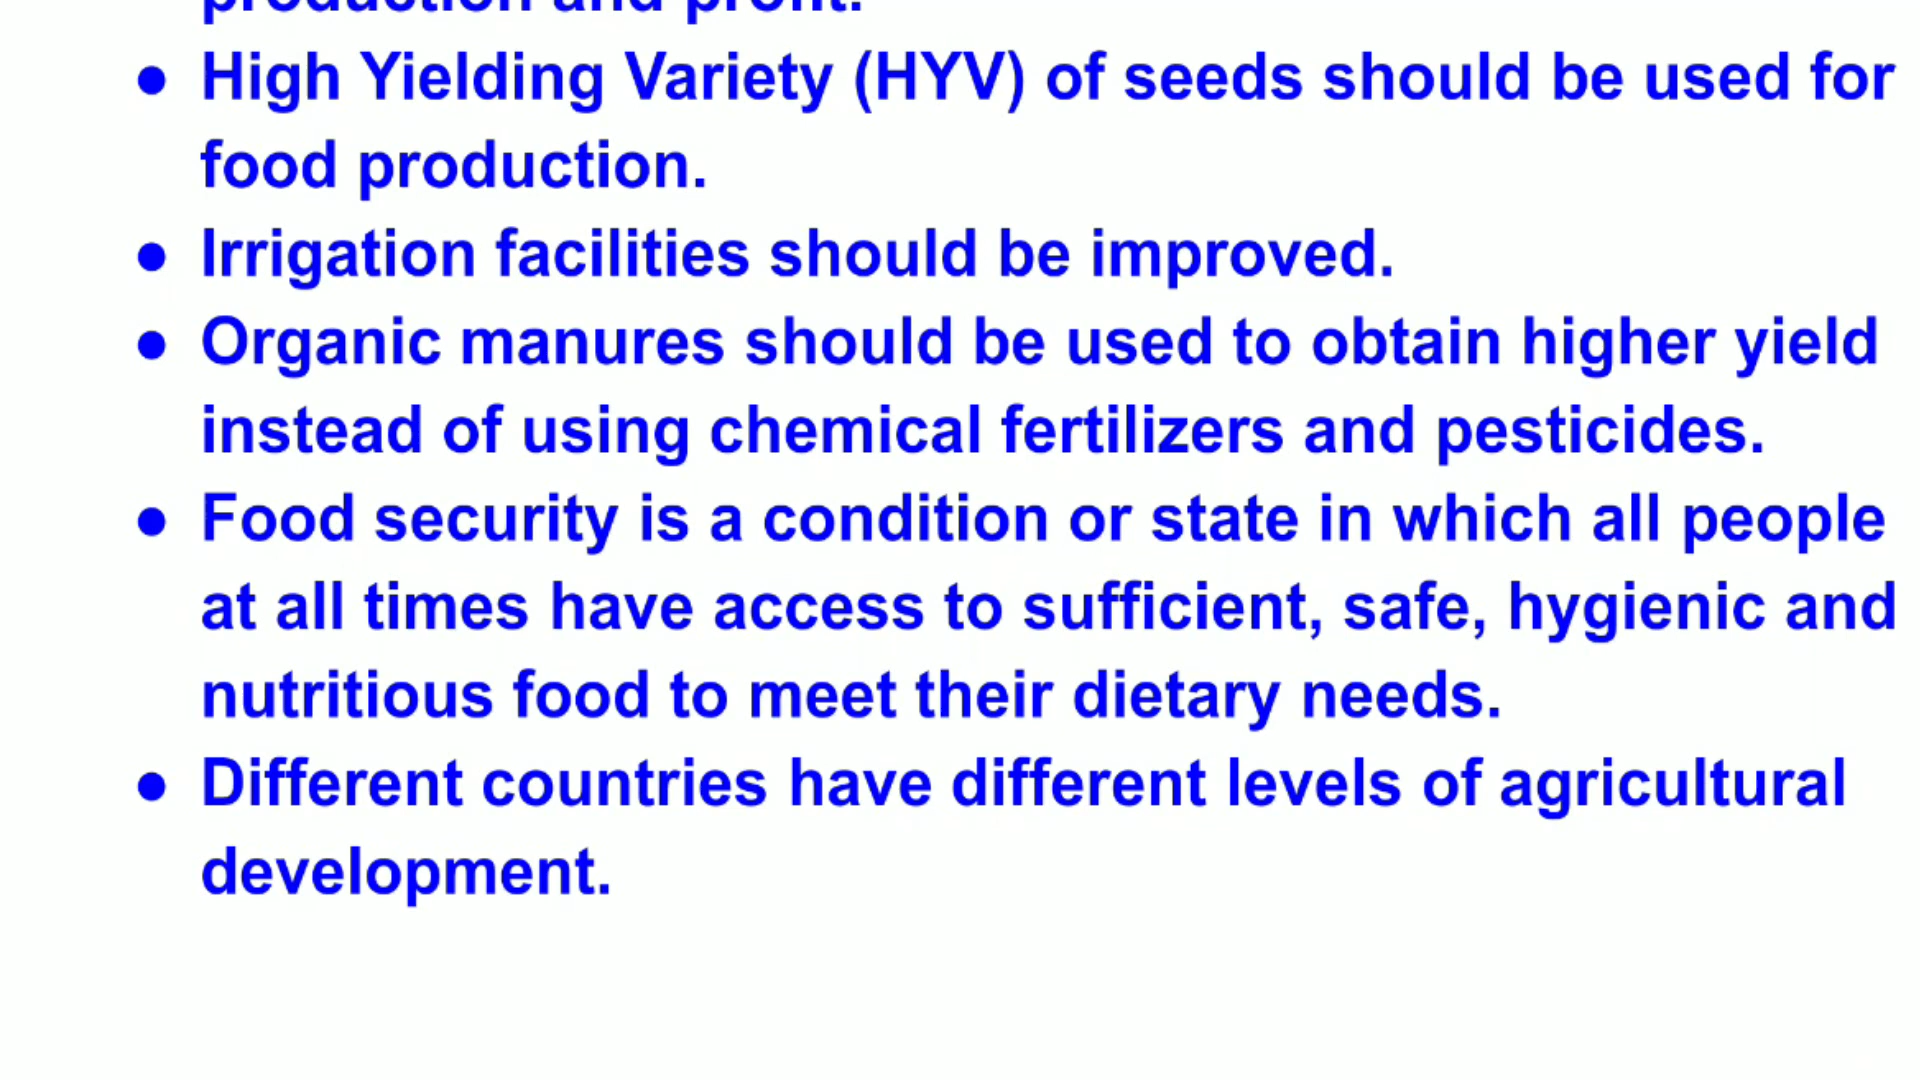 production and profit.
● High Yielding Variety (HYV) of seeds should be used for
food production.
● Irrigation facilities should be improved.
● Organic manures should be used to obtain higher yield
instead of using chemical fertilizers and pesticides.
● Food security is a condition or state in which all people
at all times have access to sufficient, safe, hygienic and
nutritious food to meet their dietary needs.
● Different countries have different levels of agricultural
development.